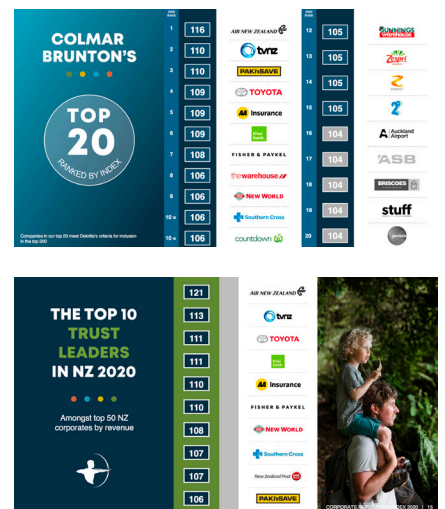 COLMAR
BRUNTON'S
TOP
20
RANKED BY INDEX
Companies in our top 20 meet Deloitte's criteria for inclusion
in the top 200
RANK
1 116 AIR NEW ZEALAND
2 110 tvnz
3 110 PAK'nSAVE
4 109 TOYOTA
5 109 AA Insurance
6 109 Kiwi bank.
7 108 FISHER & PAYKEL
8 106 thewarehouse
9 106 NEW WORLD
10 = 106 Southern Cross
10 = 106 countdown
RANK
12 105 BUNNINGS warehouse
13 105 Zespri
14 105 Z
15 105 2°
16 104 Auckland Airport
17 104 ASB
18 104 BRISCOES
19 104 stuff
20 104
THE TOP 10
TRUST
LEADERS
IN NZ 2020
Amongst top 50 NZ
corporates by revenue
121 AIR NEW ZEALAND
113 tvnz
111 TOYOTA
111 Kiwi bank.
110 AA Insurance
110 FISHER & PAYKEL
108 NEW WORLD
107 Southern Cross
107 New Zealand Post
106 PAK'nSAVE
CORPORATE REPUTATION INDEX 2020 | 15